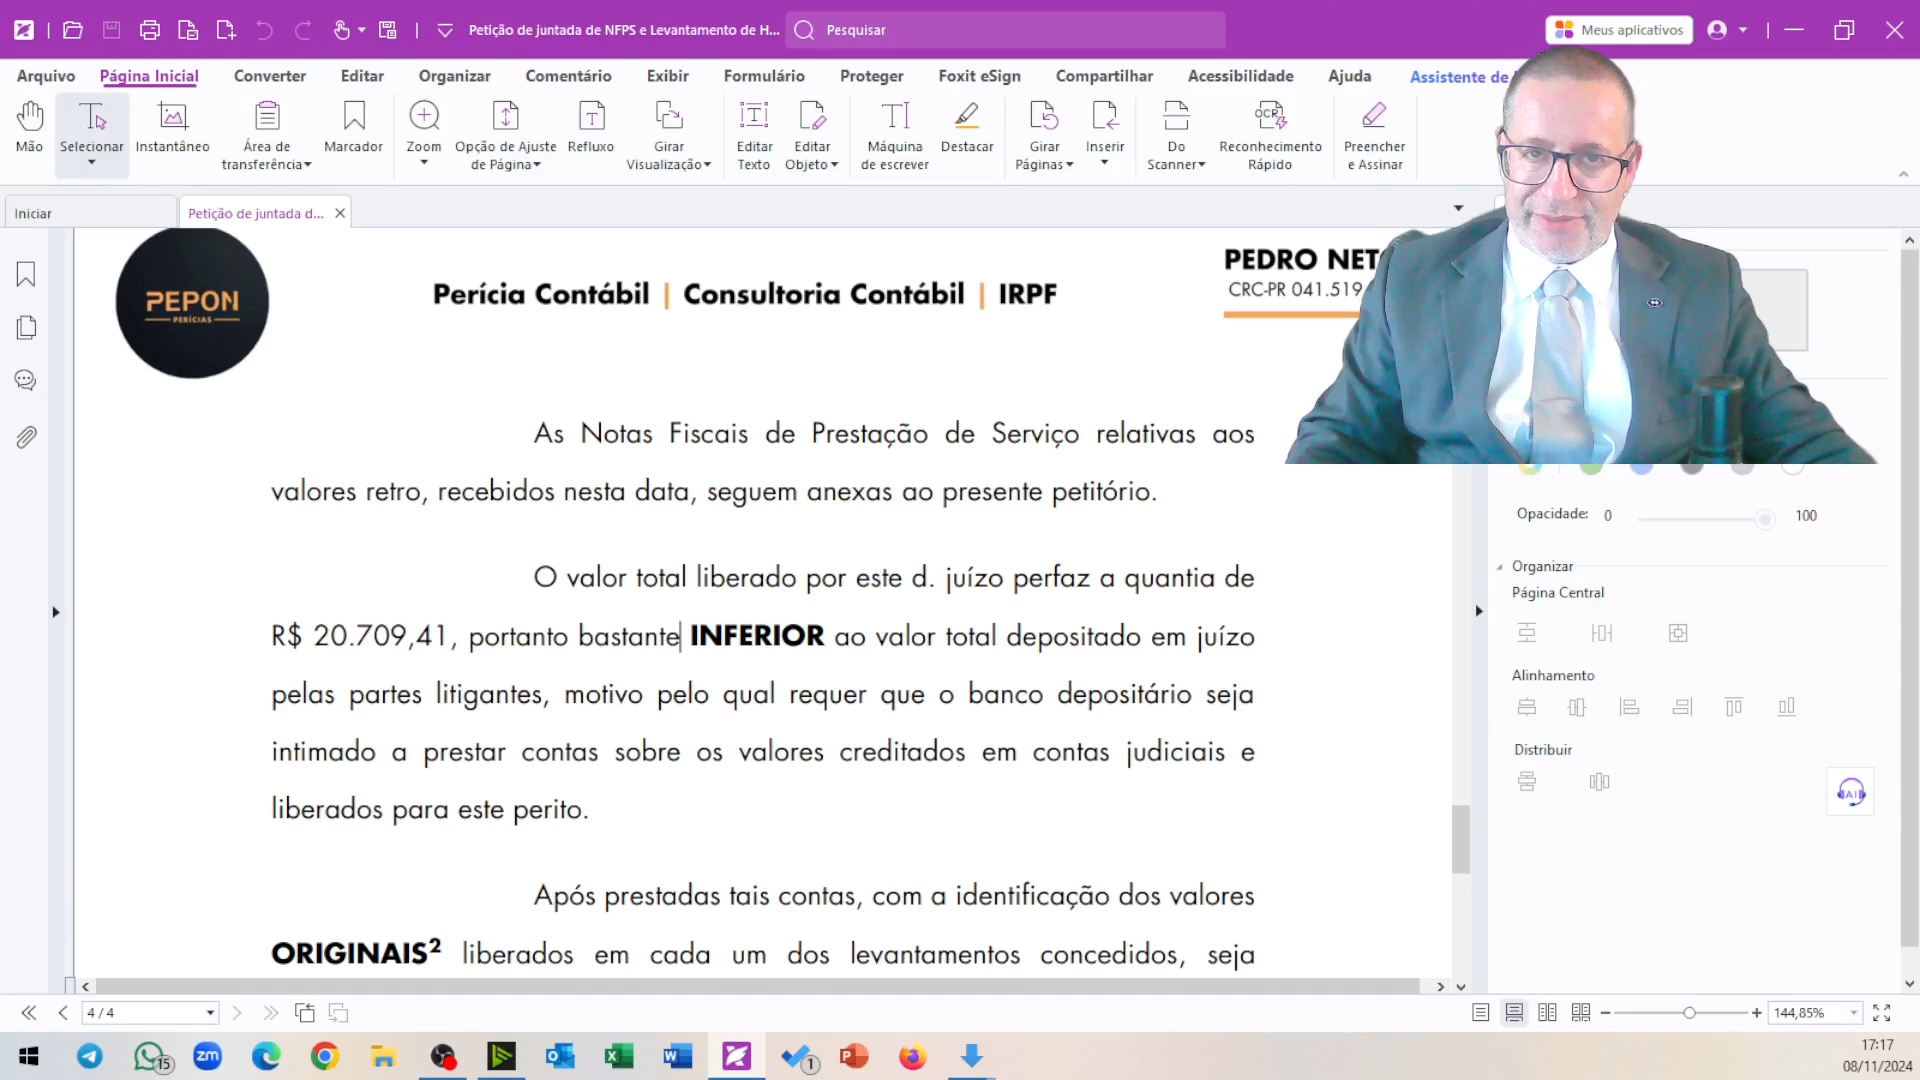 Petição de juntada de NFPS e Levantamento de H...
Pesquisar
Meus aplicativos
Arquivo
Página Inicial
Converter
Editar
Organizar
Comentário
Exibir
Formulário
Proteger
Foxit eSign
Compartilhar
Acessibilidade
Ajuda
Assistente de
Mão
Selecionar
Instantâneo
Área de
transferência
Marcador
Zoom
Opção de Ajuste
de Página
Refluxo
Girar
Visualização
Editar
Texto
Editar
Objeto
Máquina
de escrever
Destacar
Girar
Páginas
Inserir
Do
Scanner
OCR
Reconhecimento
Rápido
Preencher
e Assinar
Iniciar
Petição de juntada d...
PEPON
PERÍCIAS
Perícia Contábil | Consultoria Contábil | IRPF
PEDRO NET
CRC-PR 041.519
As Notas Fiscais de Prestação de Serviço relativas aos
valores retro, recebidos nesta data, seguem anexas ao presente petitório.
O valor total liberado por este d. juízo perfaz a quantia de
R$ 20.709,41, portanto bastante INFERIOR ao valor total depositado em juízo
pelas partes litigantes, motivo pelo qual requer que o banco depositário seja
intimado a prestar contas sobre os valores creditados em contas judiciais e
liberados para este perito.
Após prestadas tais contas, com a identificação dos valores
ORIGINAIS² liberados em cada um dos levantamentos concedidos, seja
Opacidade: 0 100
Organizar
Página Central
Alinhamento
Distribuir
AI
4 / 4
144,85%
15
zm
1
17:17
08/11/2024